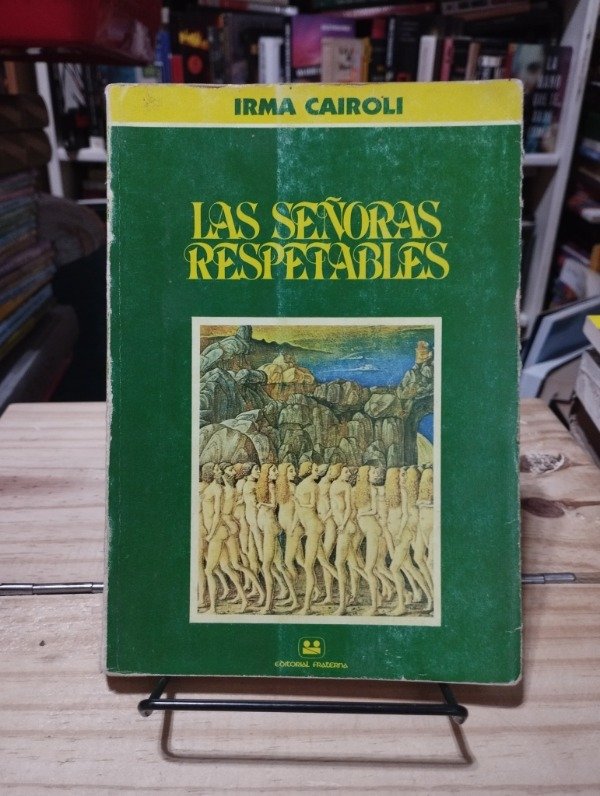 IRMA CAIROLI
LAS SEÑORAS
RESPETABLES
EDITORIAL FRATERNA